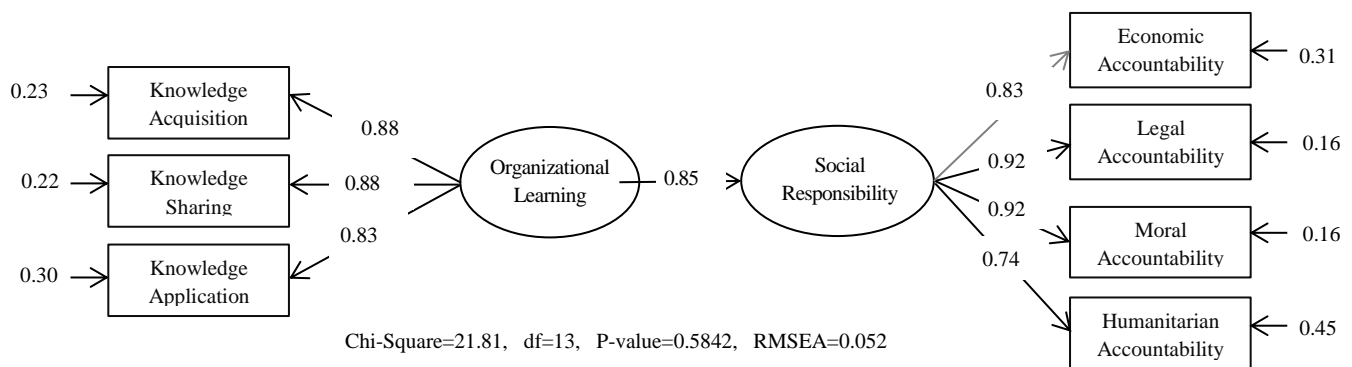 0.23
Knowledge
Acquisition
0.88
0.22
Knowledge
Sharing
0.88
0.30
Knowledge
Application
0.83
Organizational
Learning
0.85
Social
Responsibility
0.83
Economic
Accountability
0.31
0.92
Legal
Accountability
0.16
0.92
Moral
Accountability
0.16
0.74
Humanitarian
Accountability
0.45
Chi-Square=21.81, df=13, P-value=0.5842, RMSEA=0.052